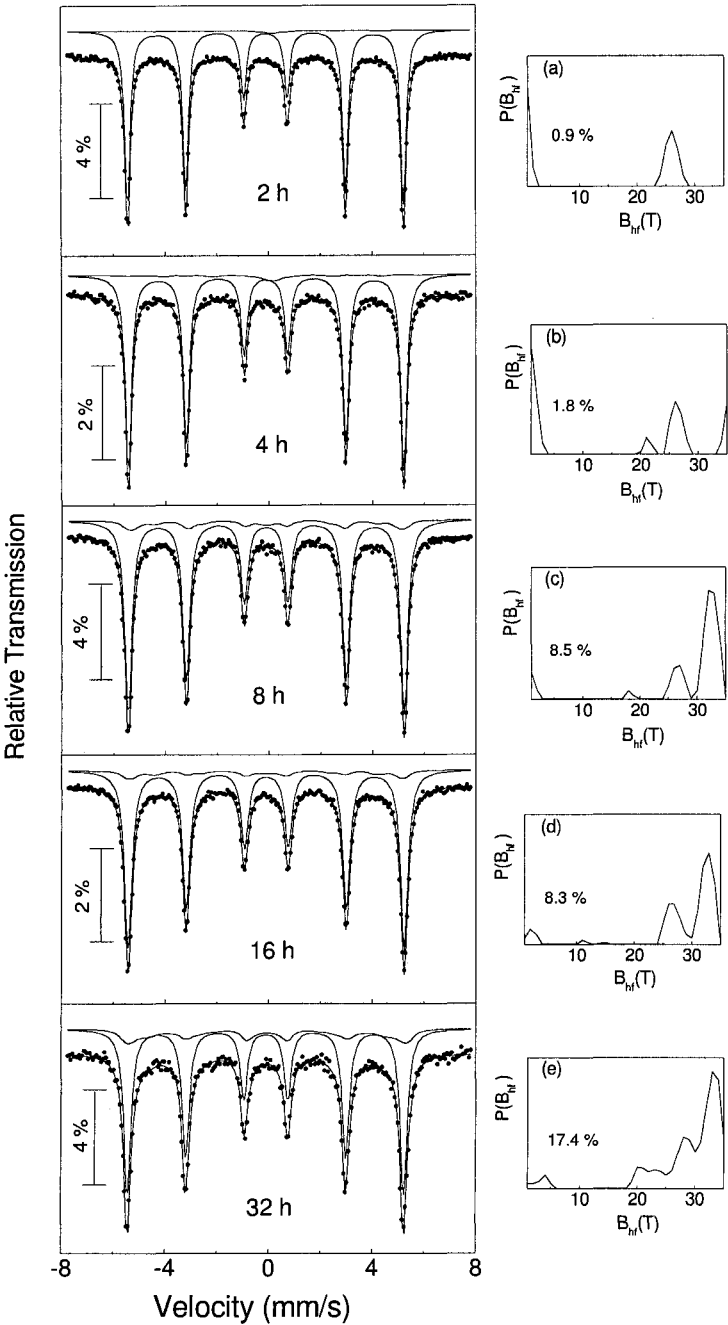 Relative Transmission
4 %
2 h
2 %
4 h
4 %
8 h
2 %
16 h
4 %
32 h
-8 -4 0 4 8
Velocity (mm/s)
(a)
P(B_hf)
0.9 %
10 20 30
B_hf(T)
(b)
P(B_hf)
1.8 %
10 20 30
B_hf(T)
(c)
P(B_hf)
8.5 %
10 20 30
B_hf(T)
(d)
P(B_hf)
8.3 %
10 20 30
B_hf(T)
(e)
P(B_hf)
17.4 %
10 20 30
B_hf(T)